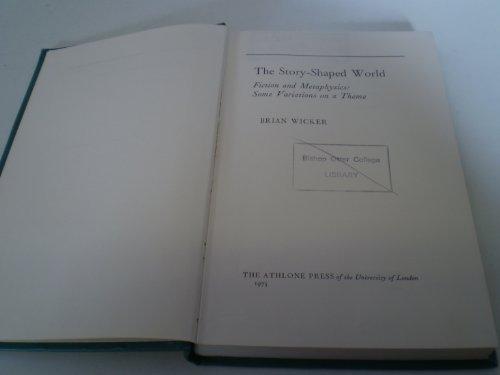 The Story-Shaped World
Fiction and Metaphysics:
Some Variations on a Theme
BRIAN WICKER
Bishop Otter College
LIBRARY
THE ATHLONE PRESS of the University of London
1975